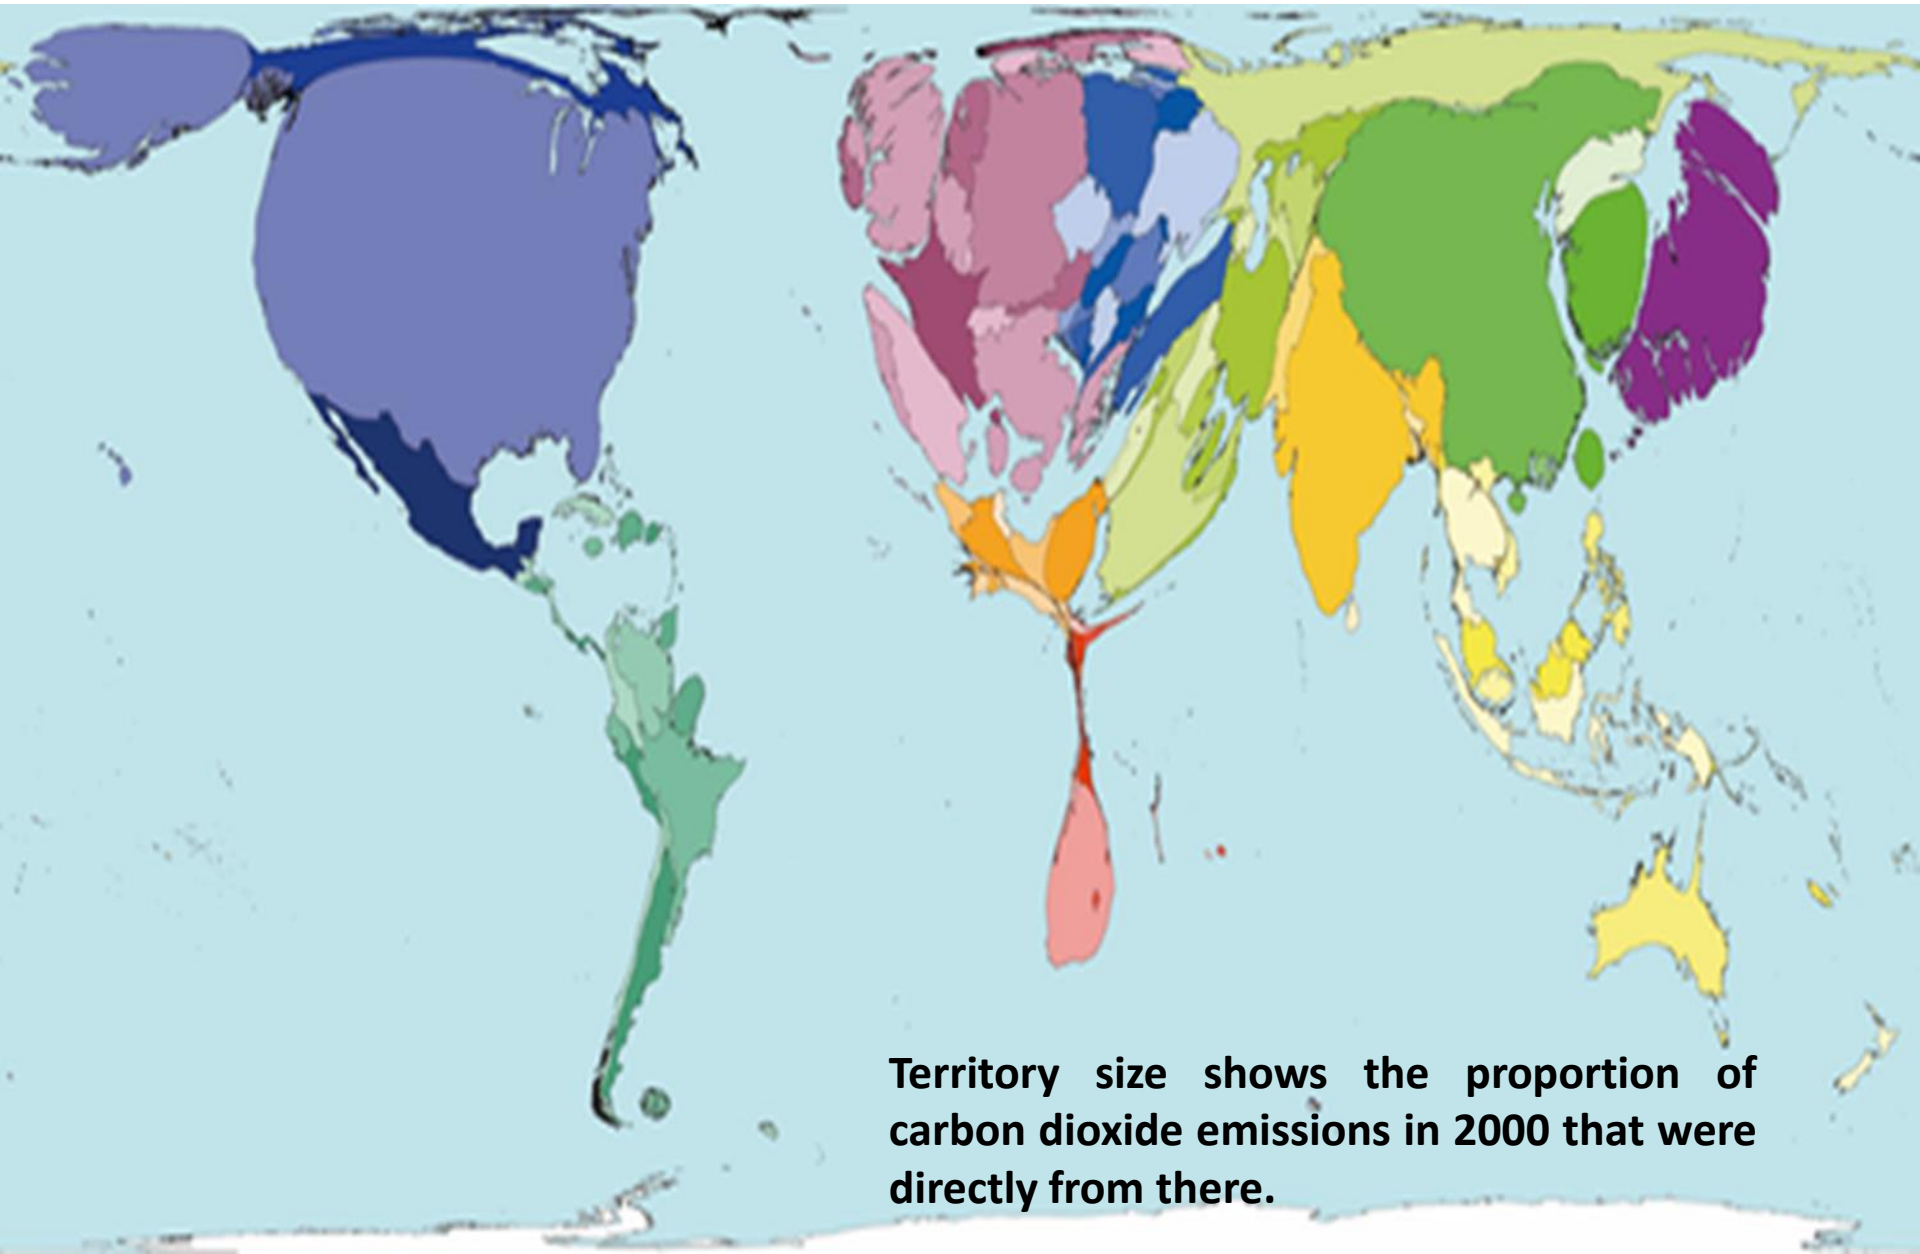 Territory size shows the proportion of
carbon dioxide emissions in 2000 that were
directly from there.